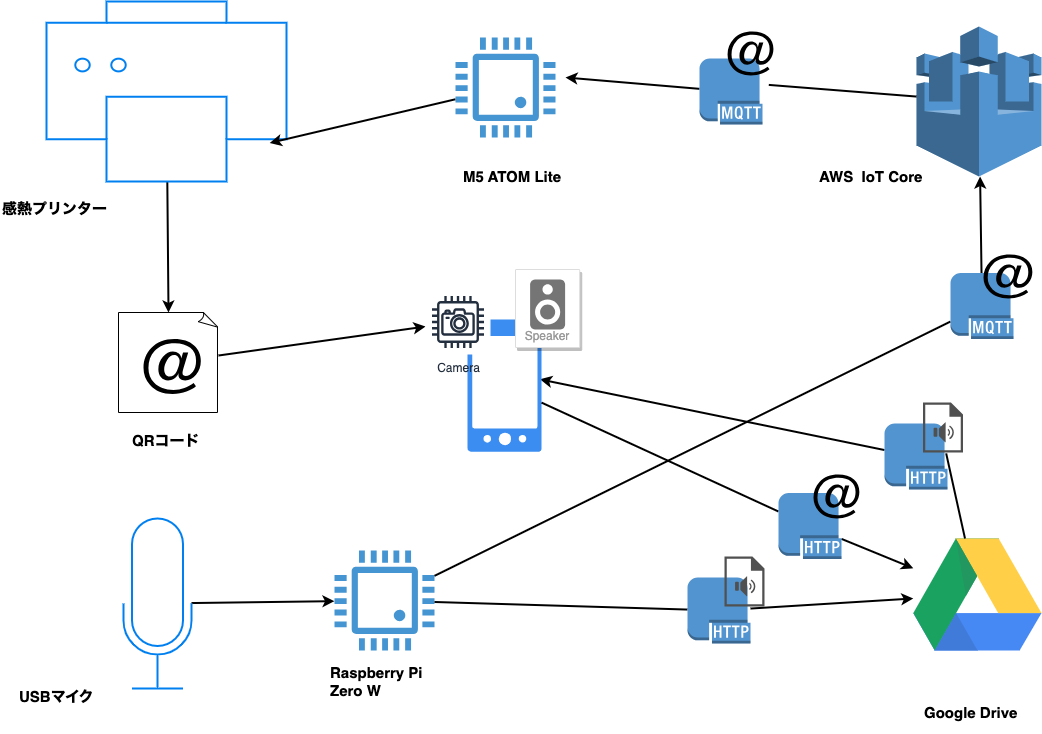 @
MQTT
M5 ATOM Lite
AWS IoT Core
感熱プリンター
@
MQTT
Speaker
Camera
@
QRコード
HTTP
@
HTTP
HTTP
Raspberry Pi
Zero W
USBマイク
Google Drive